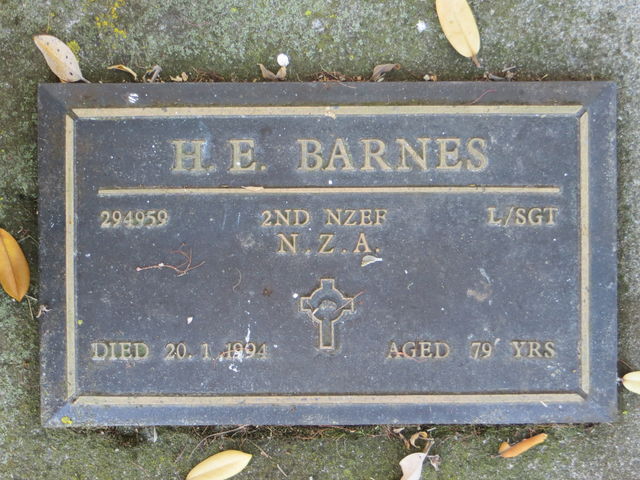 H. E. BARNES
294959 2ND NZEF L/SGT
N.Z.A.
DIED 20.1.1994 AGED 79 YRS